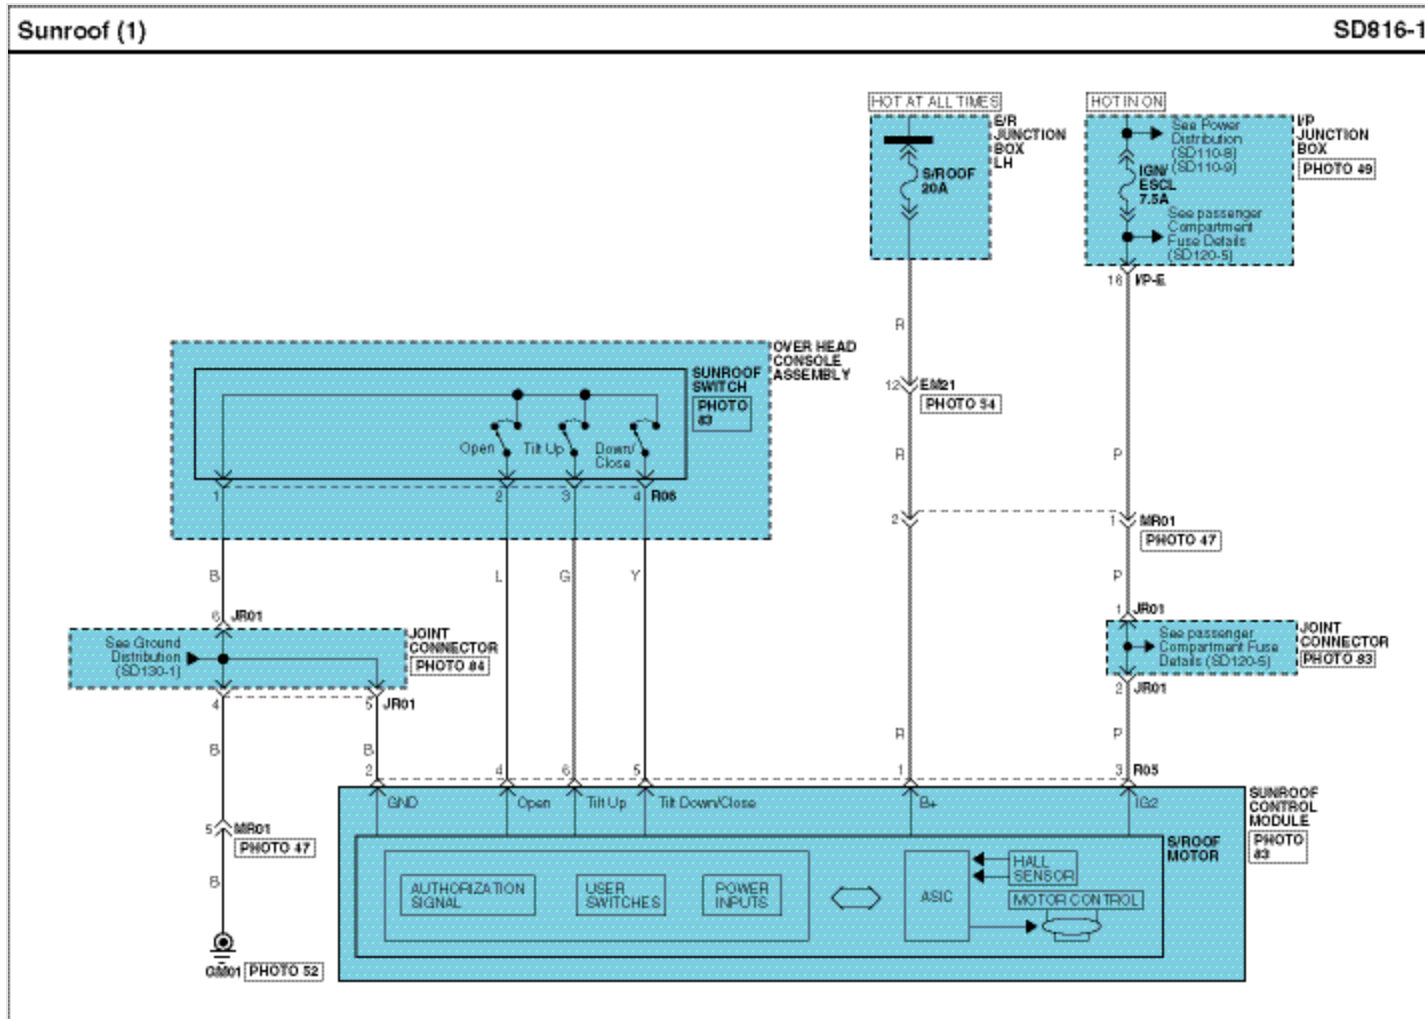 Sunroof (1)
SD816-1
HOT AT ALL TIMES
HOT IN ON
E/R
JUNCTION
BOX
LH
S/ROOF
20A
See Power
Distribution
(SD110-8)
(SD110-9)
IGN/
ESCL
7.5A
See passenger
Compartment
Fuse Details
(SD120-5)
I/P
JUNCTION
BOX
PHOTO 49
16
I/P-E
R
12
EM21
PHOTO 54
R
P
2
1
MR01
PHOTO 47
P
OVER HEAD
CONSOLE
ASSEMBLY
SUNROOF
SWITCH
PHOTO
83
Open
Tilt Up
Down/
Close
1
2
3
4
R06
B
L
G
Y
6
JR01
See Ground
Distribution
(SD130-1)
JOINT
CONNECTOR
PHOTO 84
4
5
JR01
1
JR01
See passenger
Compartment Fuse
Details (SD120-5)
JOINT
CONNECTOR
PHOTO 83
2
JR01
B
B
R
P
2
4
6
5
1
3
R05
GND
Open
Tilt Up
Tilt Down/Close
B+
IG2
SUNROOF
CONTROL
MODULE
PHOTO
83
S/ROOF
MOTOR
5
MR01
PHOTO 47
B
AUTHORIZATION
SIGNAL
USER
SWITCHES
POWER
INPUTS
ASIC
HALL
SENSOR
MOTOR CONTROL
GM01
PHOTO 52